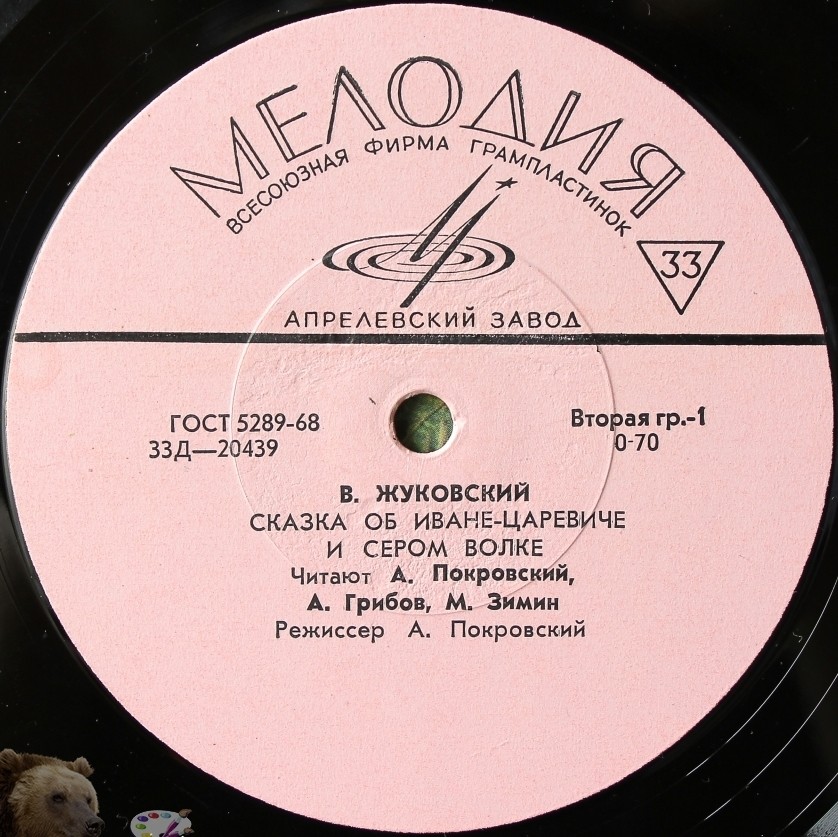 МЕЛОДИЯ
ВСЕСОЮЗНАЯ ФИРМА ГРАМПЛАСТИНОК
33
АПРЕЛЕВСКИЙ ЗАВОД
ГОСТ 5289-68
33Д—20439
Вторая гр.-1
0-70
В. ЖУКОВСКИЙ
СКАЗКА ОБ ИВАНЕ-ЦАРЕВИЧЕ
И СЕРОМ ВОЛКЕ
Читают А. Покровский,
А. Грибов, М. Зимин
Режиссер А. Покровский